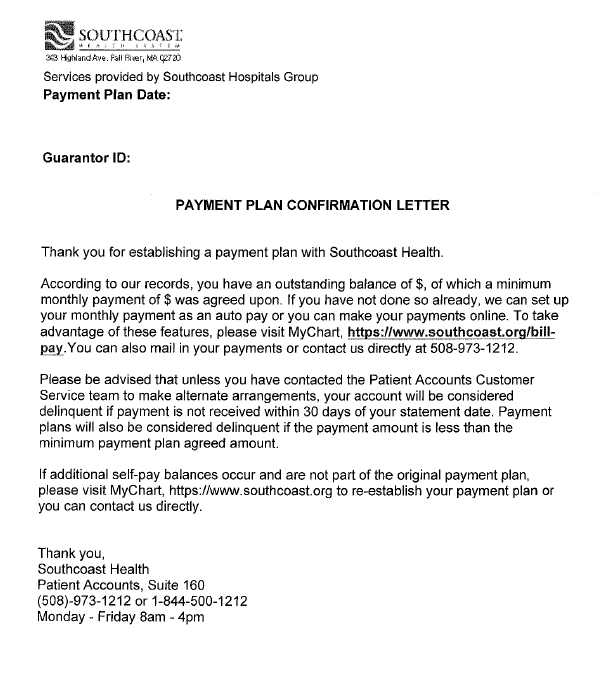 SOUTHCOAST
HEALTH SYSTEM
363 Highland Ave. Fall River, MA 02720
Services provided by Southcoast Hospitals Group
Payment Plan Date:
Guarantor ID:
PAYMENT PLAN CONFIRMATION LETTER
Thank you for establishing a payment plan with Southcoast Health.
According to our records, you have an outstanding balance of $, of which a minimum
monthly payment of $ was agreed upon. If you have not done so already, we can set up
your monthly payment as an auto pay or you can make your payments online. To take
advantage of these features, please visit MyChart, https://www.southcoast.org/bill-
pay.You can also mail in your payments or contact us directly at 508-973-1212.
Please be advised that unless you have contacted the Patient Accounts Customer
Service team to make alternate arrangements, your account will be considered
delinquent if payment is not received within 30 days of your statement date. Payment
plans will also be considered delinquent if the payment amount is less than the
minimum payment plan agreed amount.
If additional self-pay balances occur and are not part of the original payment plan,
please visit MyChart, https://www.southcoast.org to re-establish your payment plan or
you can contact us directly.
Thank you,
Southcoast Health
Patient Accounts, Suite 160
(508)-973-1212 or 1-844-500-1212
Monday - Friday 8am - 4pm